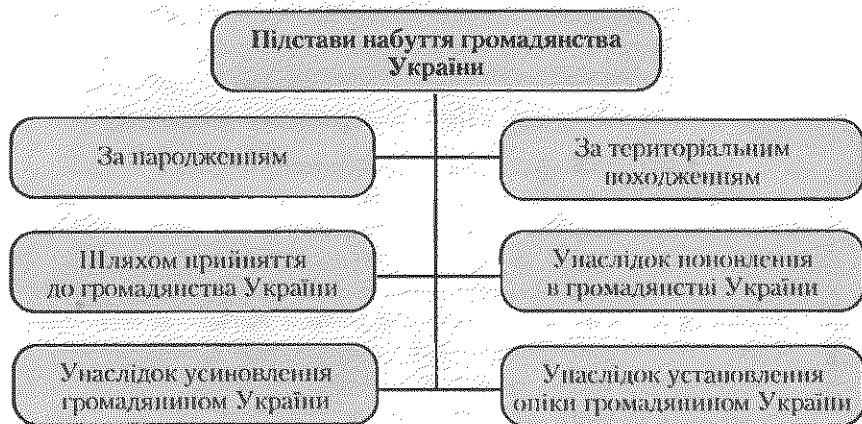 Підстави набуття громадянства
України
За народженням
За територіальним
походженням
Шляхом прийняття
до громадянства України
Унаслідок поновлення
в громадянстві України
Унаслідок усиновлення
громадянином України
Унаслідок установлення
опіки громадянином України